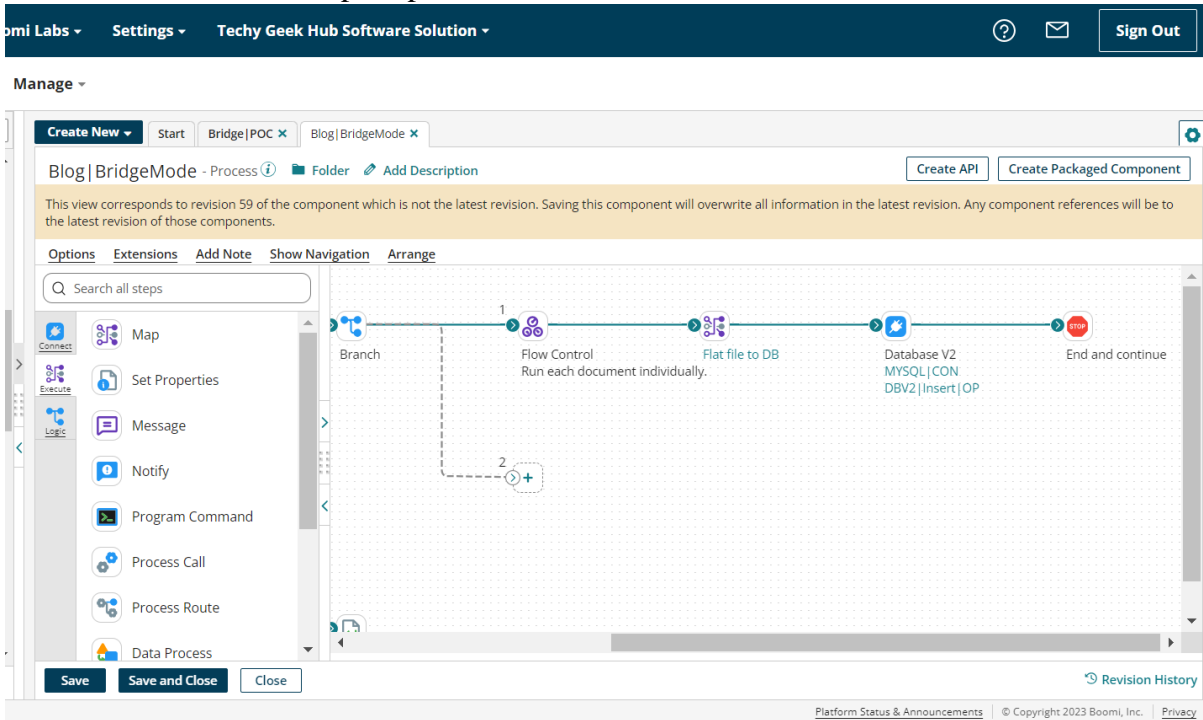 omi Labs Settings Techy Geek Hub Software Solution Sign Out
Manage
Create New Start Bridge|POC Blog|BridgeMode
Blog|BridgeMode - Process Folder Add Description Create API Create Packaged Component
This view corresponds to revision 59 of the component which is not the latest revision. Saving this component will overwrite all information in the latest revision. Any component references will be to
the latest revision of those components.
Options Extensions Add Note Show Navigation Arrange
Search all steps
Connect
Execute
Logic
Map
Set Properties
Message
Notify
Program Command
Process Call
Process Route
Data Process
1
STOP
Branch
Flow Control
Run each document individually.
Flat file to DB
Database V2
MYSQL|CON
DBV2|Insert|OP
End and continue
2
Save Save and Close Close Revision History
Platform Status & Announcements © Copyright 2023 Boomi, Inc. Privacy